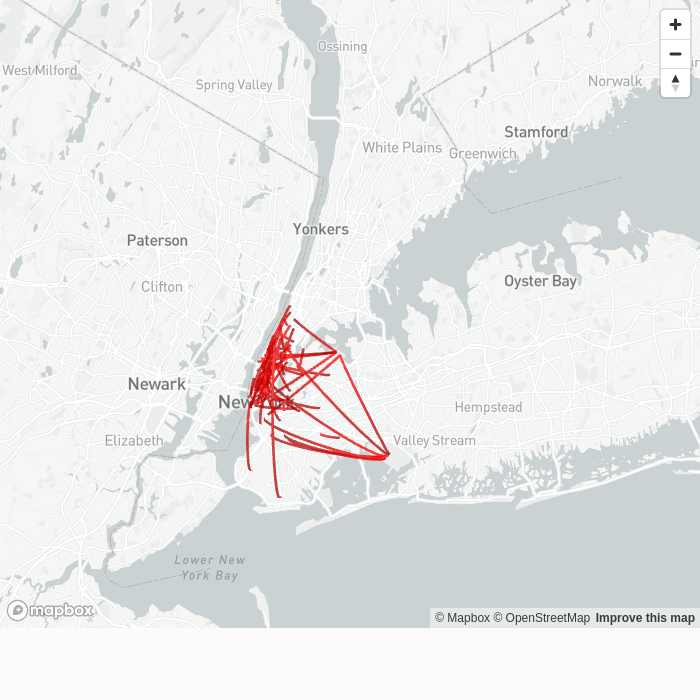 Ossining
West Milford
Spring Valley
Norwalk
Stamford
White Plains
Greenwich
Yonkers
Paterson
Clifton
Oyster Bay
Newark
New
Hempstead
Elizabeth
Valley Stream
Lower New
York Bay
mapbox
© Mapbox © OpenStreetMap Improve this map